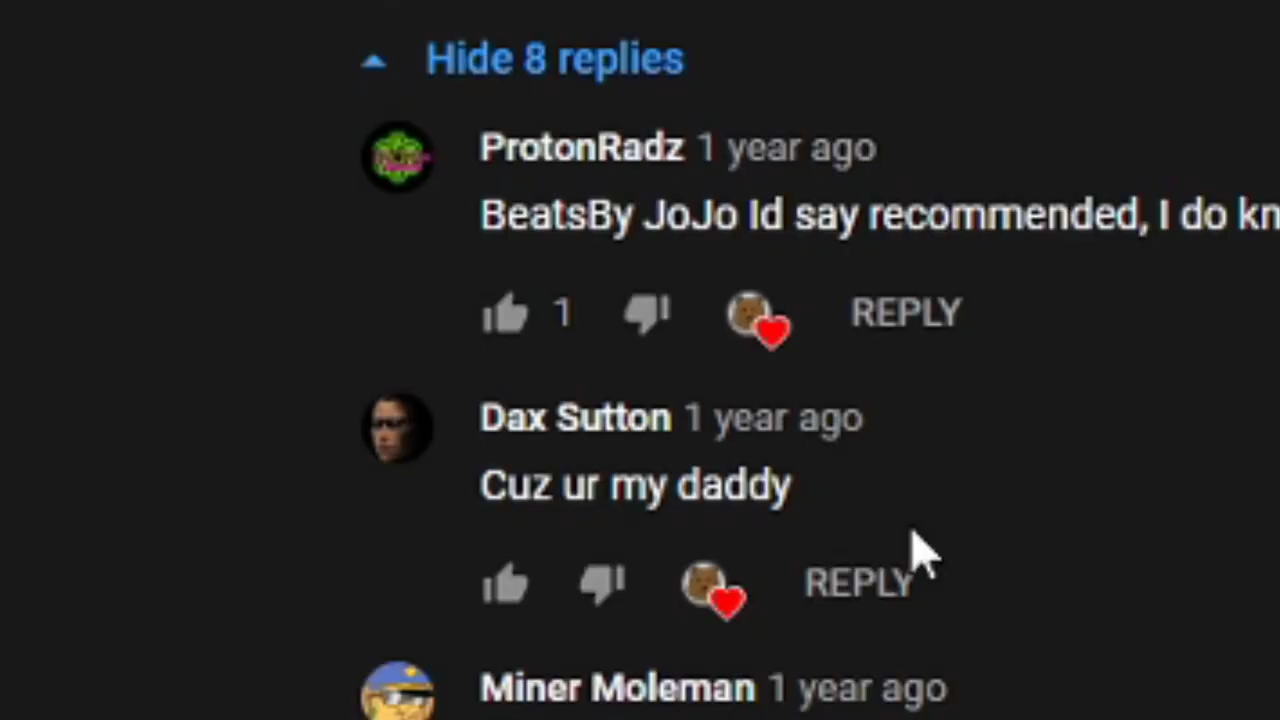 Hide 8 replies
ProtonRadz 1 year ago
BeatsBy JoJo Id say recommended, I do kn
1 REPLY
Dax Sutton 1 year ago
Cuz ur my daddy
REPLY
Miner Moleman 1 year ago